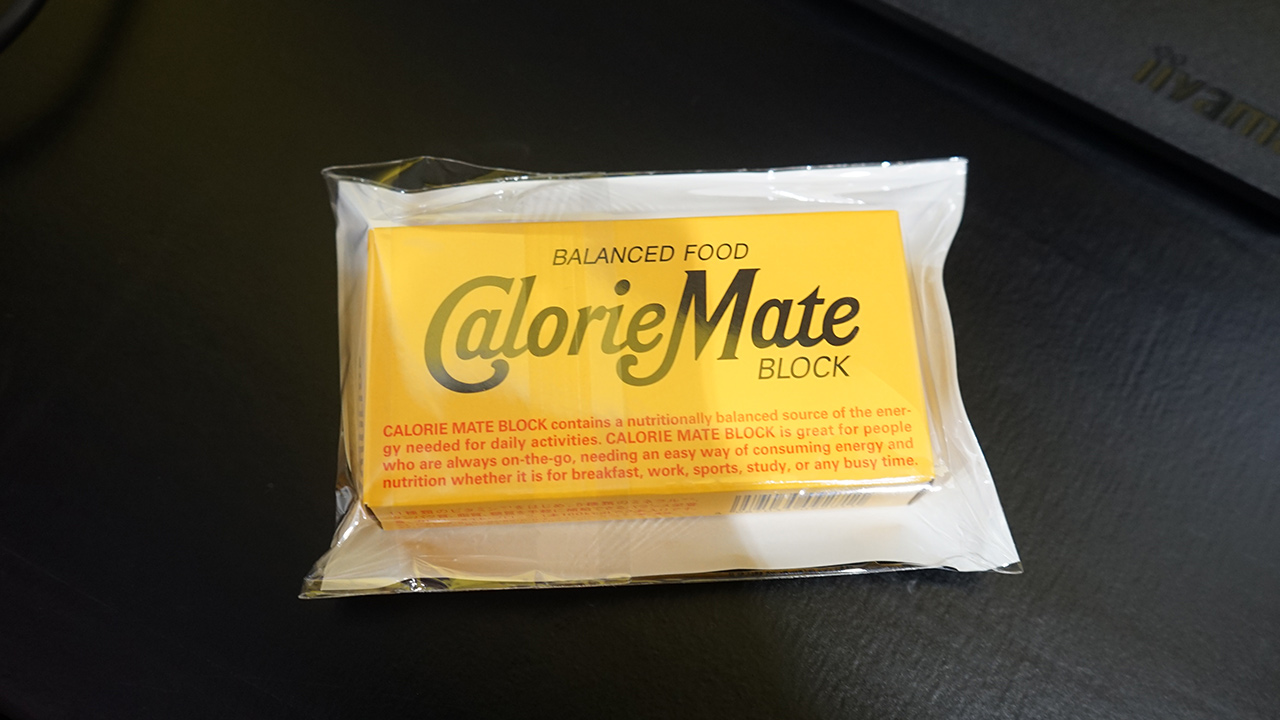 iiyama
BALANCED FOOD
CalorieMate
BLOCK
CALORIE MATE BLOCK contains a nutritionally balanced source of the ener-
gy needed for daily activities. CALORIE MATE BLOCK is great for people
who are always on-the-go, needing an easy way of consuming energy and
nutrition whether it is for breakfast, work, sports, study, or any busy time.